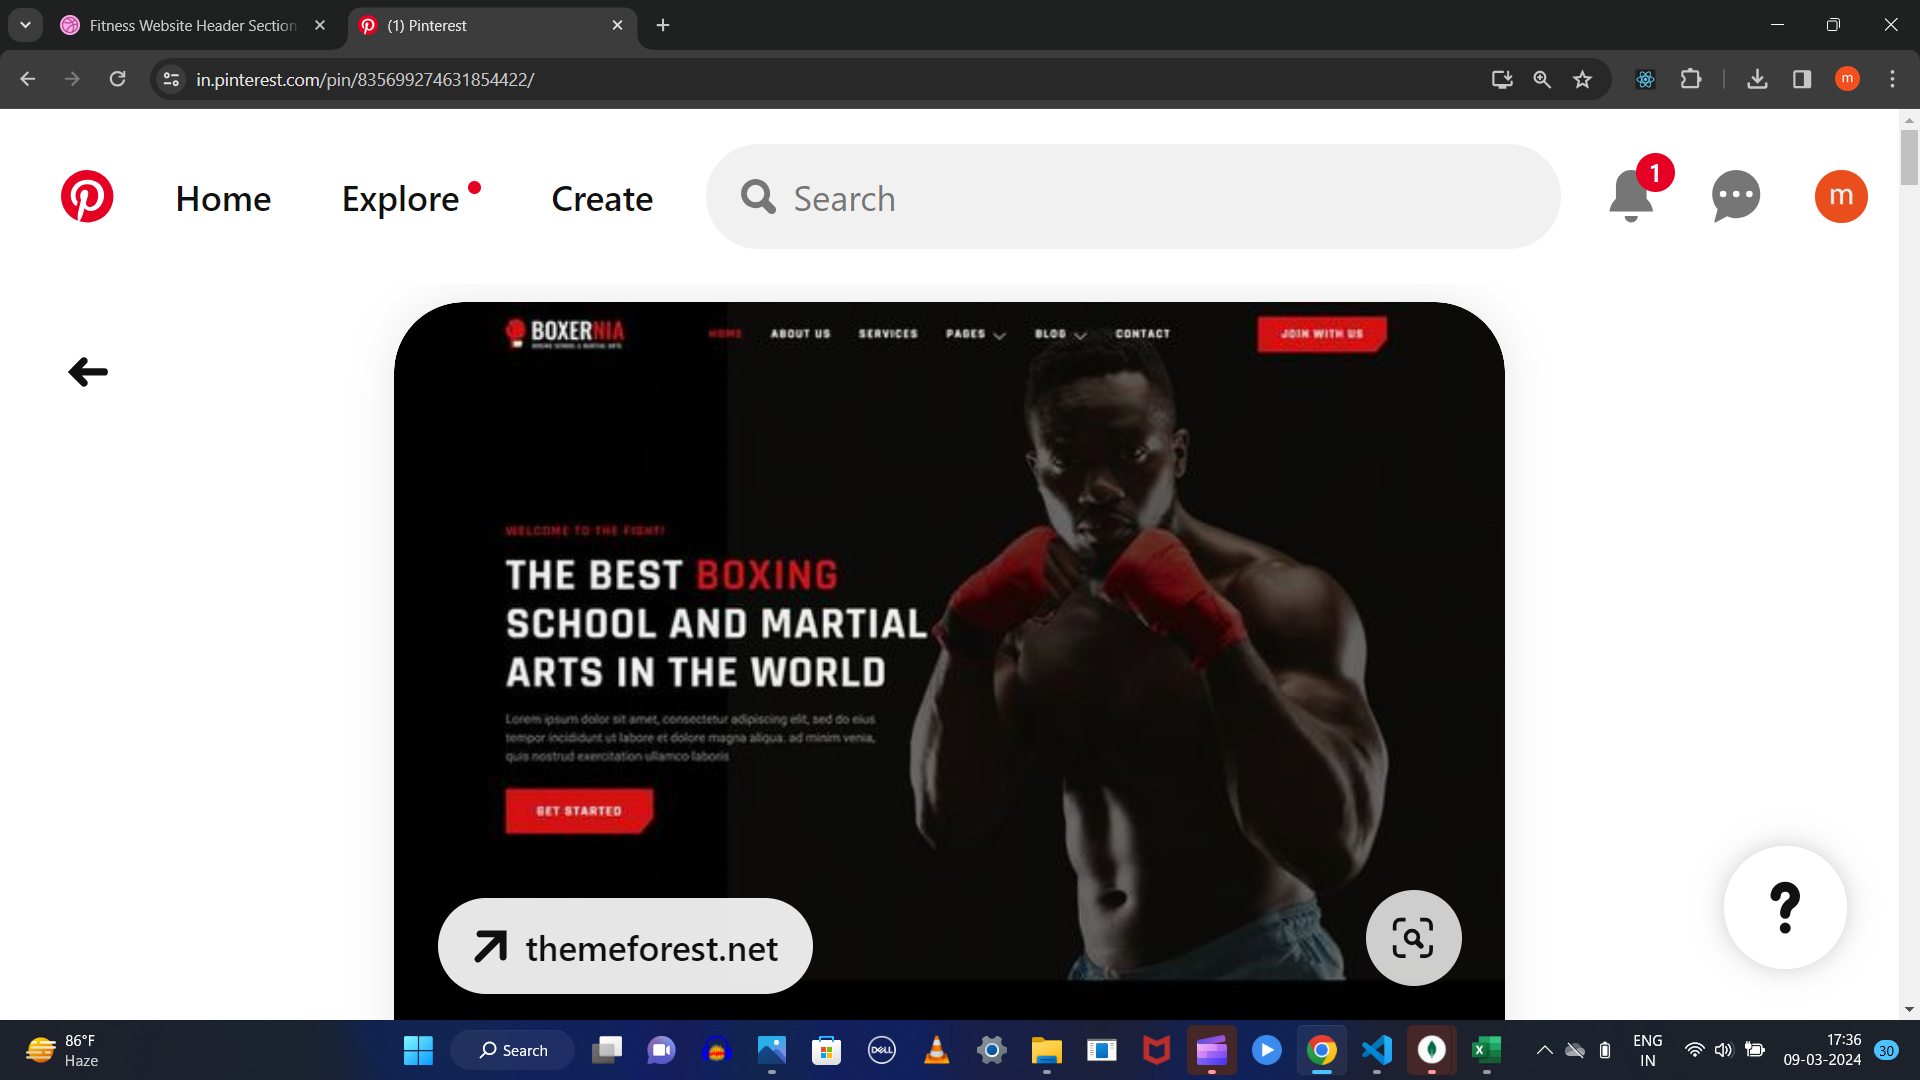 Fitness Website Header Section
(1) Pinterest
in.pinterest.com/pin/835699274631854422/
m
Home
Explore
Create
Search
1
m
BOXERNIA
BOXING SCHOOL & MARTIAL ARTS
HOME
ABOUT US
SERVICES
PAGES
BLOG
CONTACT
JOIN WITH US
WELCOME TO THE FIGHT!
THE BEST BOXING
SCHOOL AND MARTIAL
ARTS IN THE WORLD
Lorem ipsum dolor sit amet, consectetur adipiscing elit, sed do eius
tempor incididunt ut labore et dolore magna aliqua. ad minim venia,
quis nostrud exercitation ullamco laboris
GET STARTED
themeforest.net
?
86°F
Haze
Search
DELL
ENG
IN
17:36
09-03-2024
30